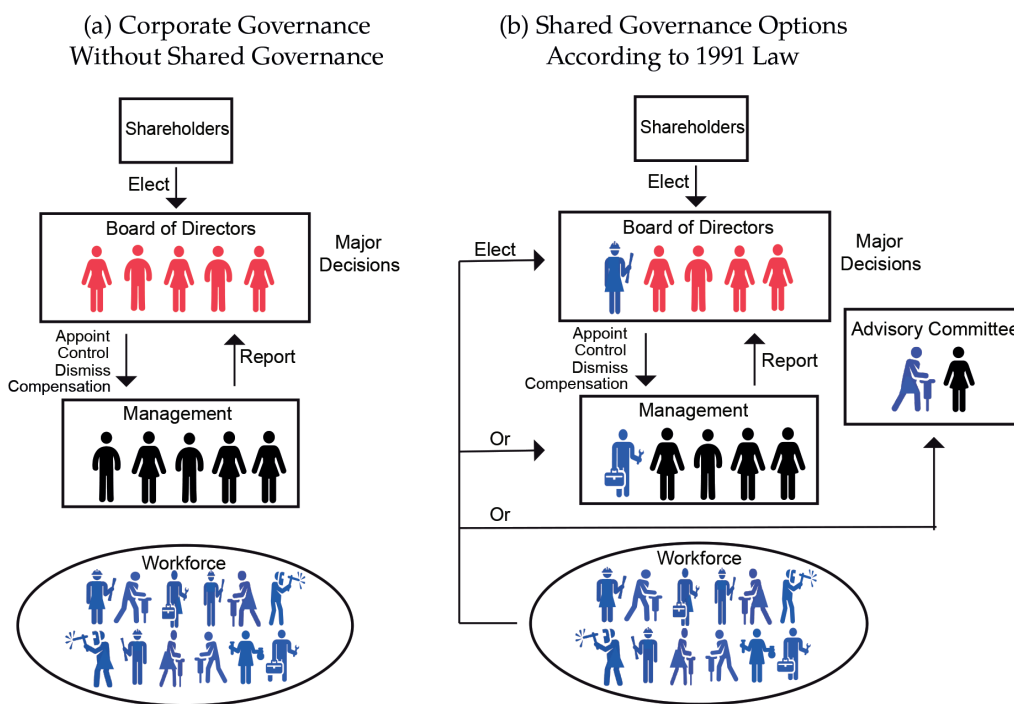 (a) Corporate Governance
Without Shared Governance
Shareholders
Elect
Board of Directors
Major
Decisions
Appoint
Control
Dismiss
Compensation
Report
Management
Workforce
(b) Shared Governance Options
According to 1991 Law
Shareholders
Elect
Elect
Board of Directors
Major
Decisions
Appoint
Control
Dismiss
Compensation
Report
Advisory Committee
Or
Management
Or
Workforce